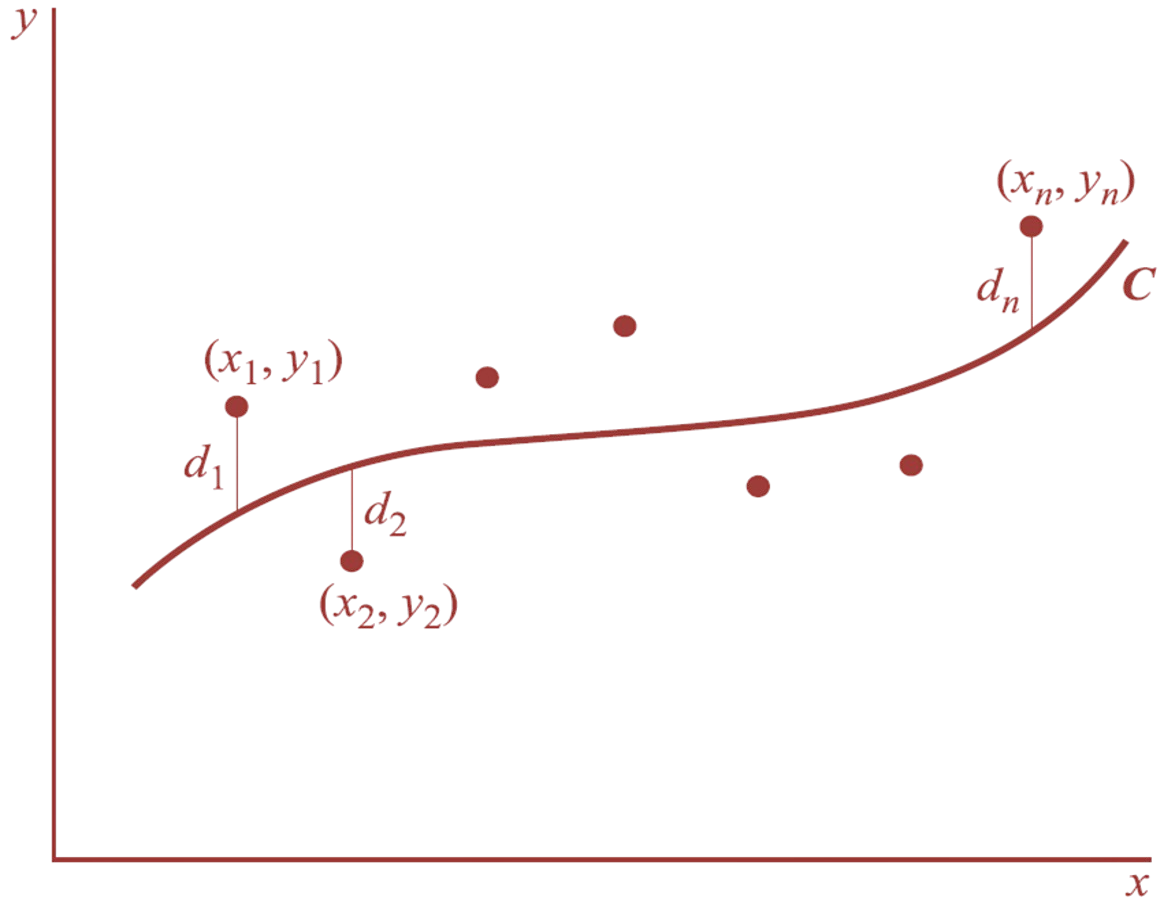 y
(xₙ, yₙ)
dₙ
C
(x₁, y₁)
d₁
d₂
(x₂, y₂)
x